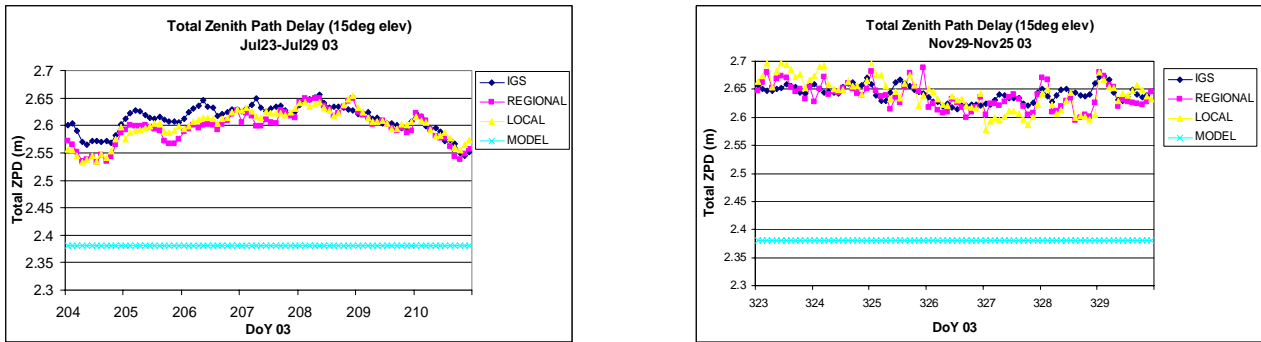 Total Zenith Path Delay (15deg elev)
Jul23-Jul29 03
2.7
2.65
2.6
2.55
2.5
2.45
2.4
2.35
2.3
Total ZPD (m)
204 205 206 207 208 209 210
DoY 03
IGS
REGIONAL
LOCAL
MODEL
Total Zenith Path Delay (15deg elev)
Nov29-Nov25 03
2.7
2.65
2.6
2.55
2.5
2.45
2.4
2.35
2.3
Total ZPD (m)
323 324 325 326 327 328 329
DoY 03
IGS
REGIONAL
LOCAL
MODEL